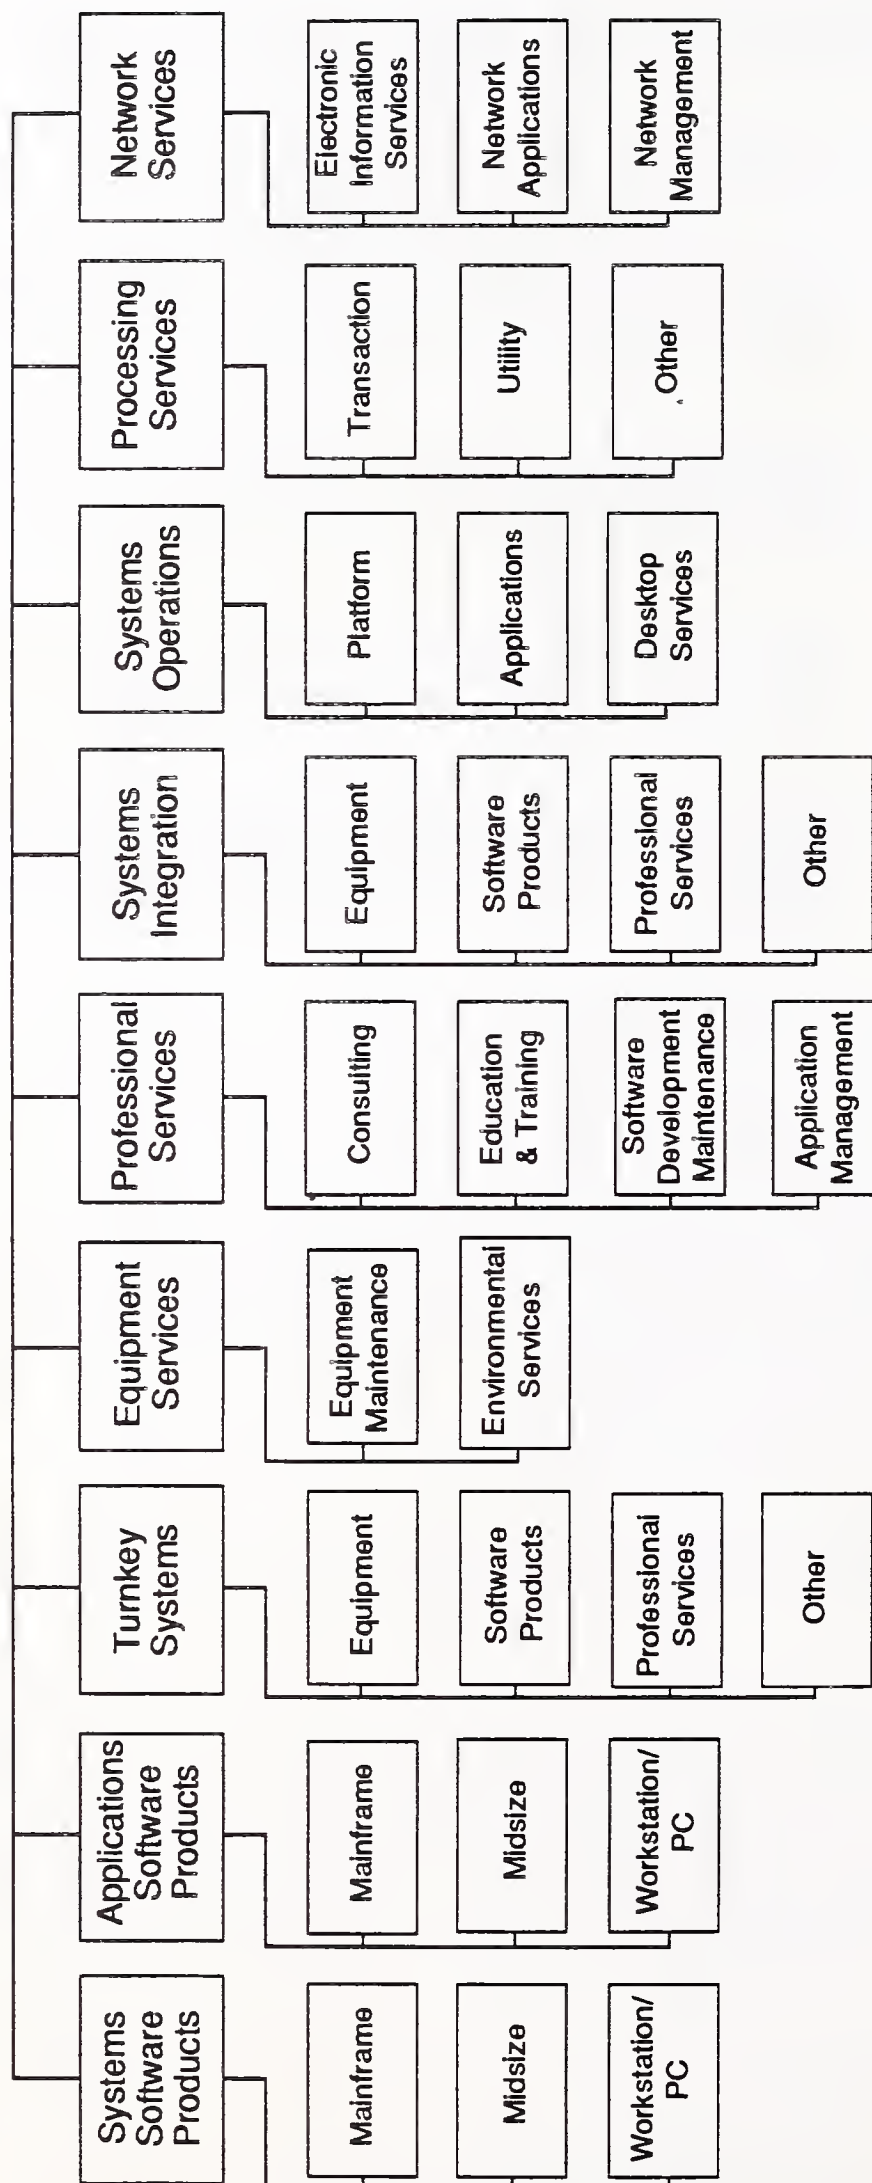 Systems
Software
Products
Mainframe
Midsize
Workstation/
PC
Applications
Software
Products
Mainframe
Midsize
Workstation/
PC
Turnkey
Systems
Equipment
Software
Products
Professional
Services
Other
Equipment
Services
Equipment
Maintenance
Environmental
Services
Professional
Services
Consulting
Education
& Training
Software
Development
Maintenance
Application
Management
Systems
Integration
Equipment
Software
Products
Professional
Services
Other
Systems
Operations
Platform
Applications
Desktop
Services
Processing
Services
Transaction
Utility
Other
Network
Services
Electronic
Information
Services
Network
Applications
Network
Management